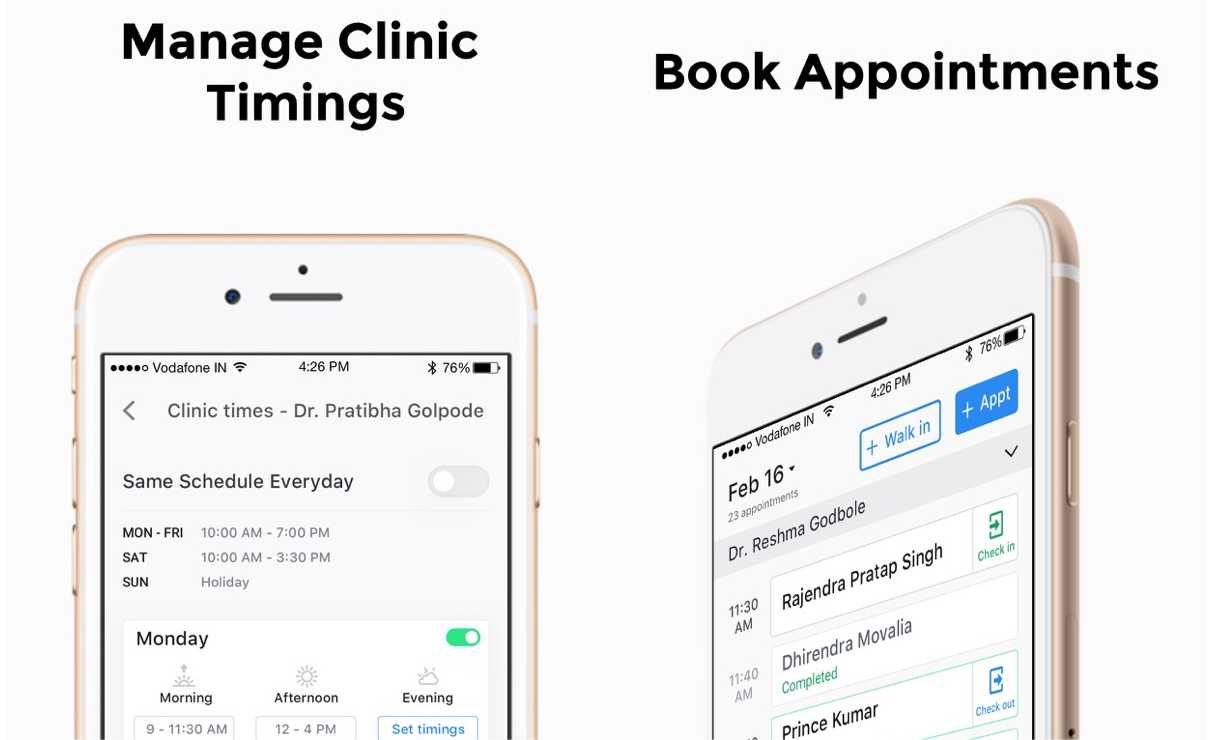 Manage Clinic
Timings
●●●●○ Vodafone IN 4:26 PM 76%
Clinic times - Dr. Pratibha Golpode
Same Schedule Everyday
MON - FRI 10:00 AM - 7:00 PM
SAT 10:00 AM - 3:30 PM
SUN Holiday
Monday
Morning Afternoon Evening
9 - 11:30 AM 12 - 4 PM Set timings
Book Appointments
●●●●○ Vodafone IN 4:26 PM 76%
Feb 16 + Walk in + Appt
23 appointments
Dr. Reshma Godbole
11:30
AM
Rajendra Pratap Singh
Check in
11:40
AM
Dhirendra Movalia
Completed
Prince Kumar
Check out